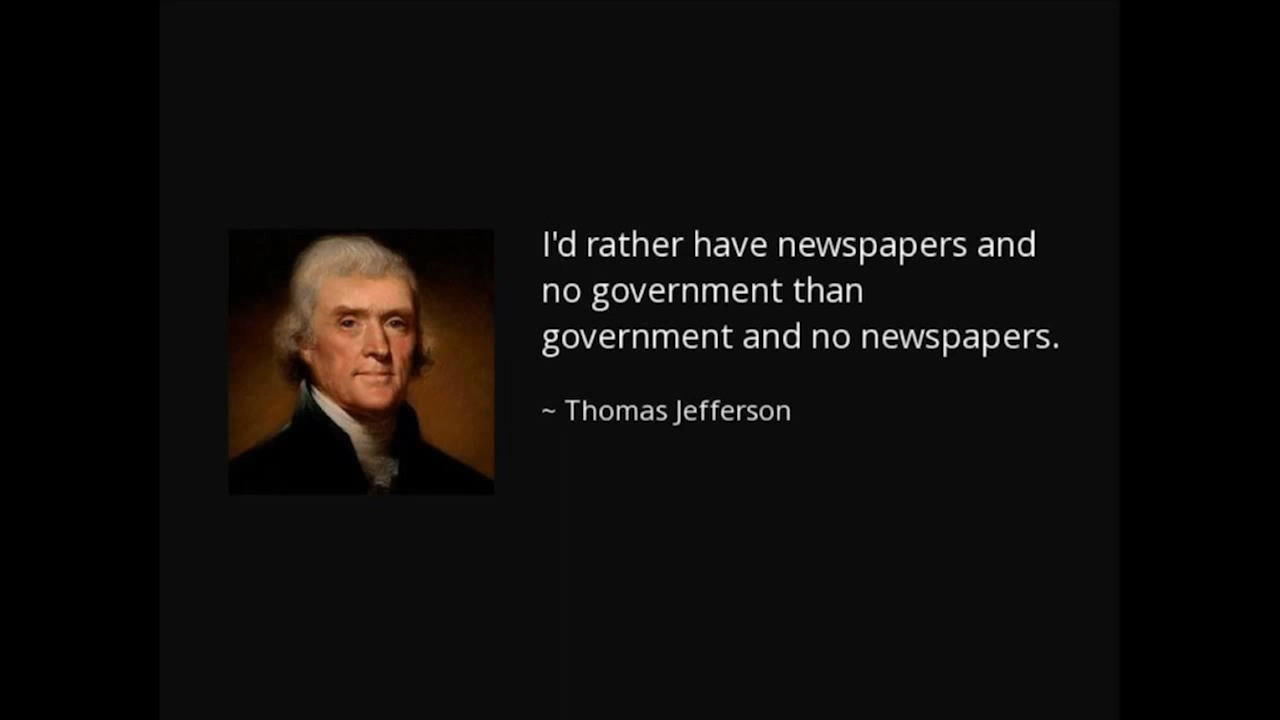 I'd rather have newspapers and
no government than
government and no newspapers.
~ Thomas Jefferson